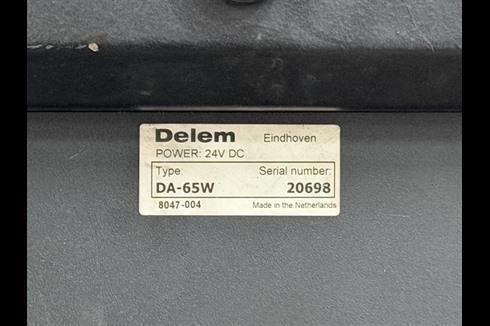 Delem Eindhoven
POWER: 24V DC
Type: Serial number:
DA-65W 20698
8047-004 Made in the Netherlands